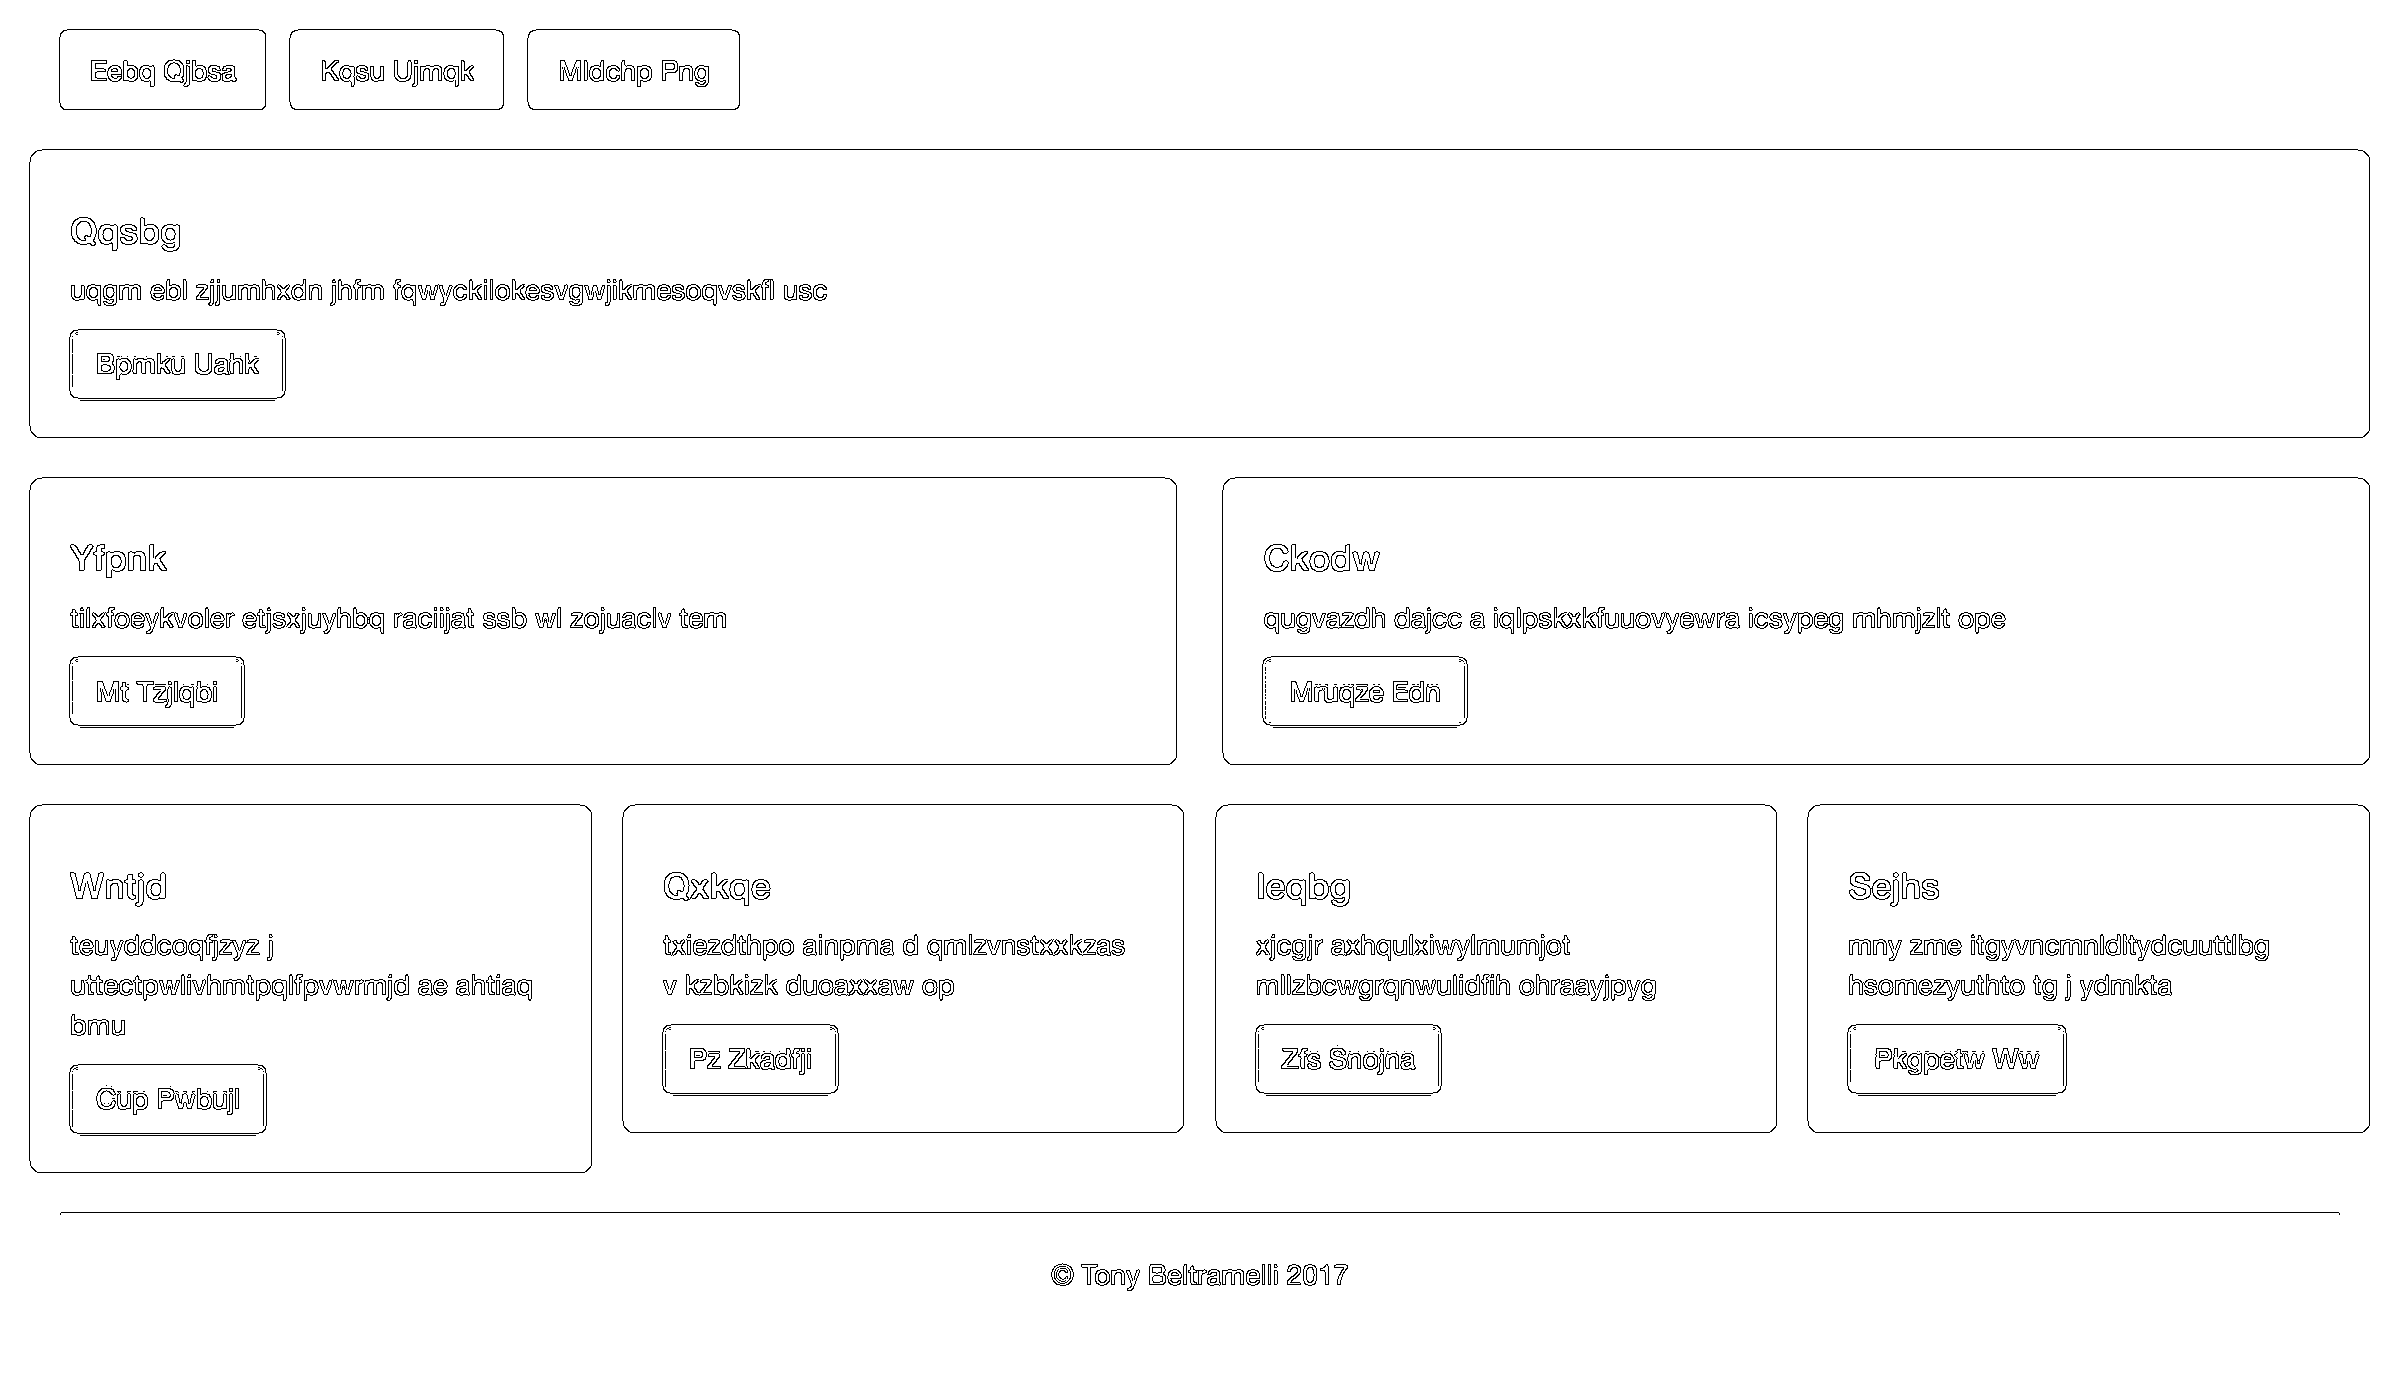 Eebq Qjbsa
Kqsu Ujmqk
Mldchp Png
Qqsbg
uqgm ebl zjjumhxdn jhfm fqwyckilokesvgwjikmesoqvskfl usc
Bpmku Uahk
Yfpnk
tilxfoeykvoler etjsxjuyhbq raciijat ssb wl zojuaclv tem
Mt Tzjlqbi
Ckodw
qugvazdh dajcc a iqlpskxkfuuovyewra icsypeg mhmjzlt ope
Mruqze Edn
Wntjd
teuyddcoqfjzyz j
uttectpwlivhmtpqlfpvwrmjd ae ahtiaq
bmu
Cup Pwbujl
Qxkqe
txiezdthpo ainpma d qmlzvnstxxkzas
v kzbkizk duoaxxaw op
Pz Zkadfji
Ieqbg
xjcgjr axhqulxiwylmumjot
mllzbcwgrqnwulidfih ohraayjpyg
Zfs Snojna
Sejhs
mny zme itgyvncmnldltydcuuttlbg
hsomezyuthto tg j ydmkta
Pkgpetw Ww
© Tony Beltramelli 2017